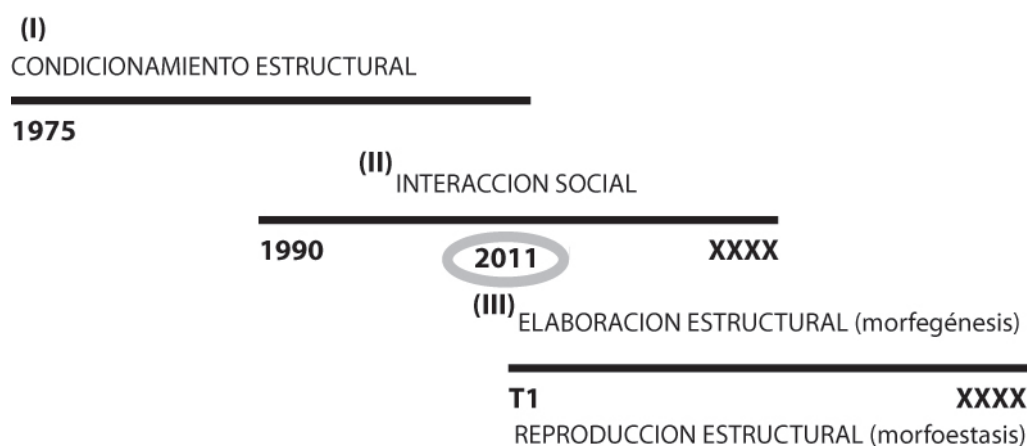 (I)
CONDICIONAMIENTO ESTRUCTURAL
1975
(II) INTERACCION SOCIAL
1990 2011 XXXX
(III) ELABORACION ESTRUCTURAL (morfegénesis)
T1 XXXX
REPRODUCCION ESTRUCTURAL (morfoestasis)